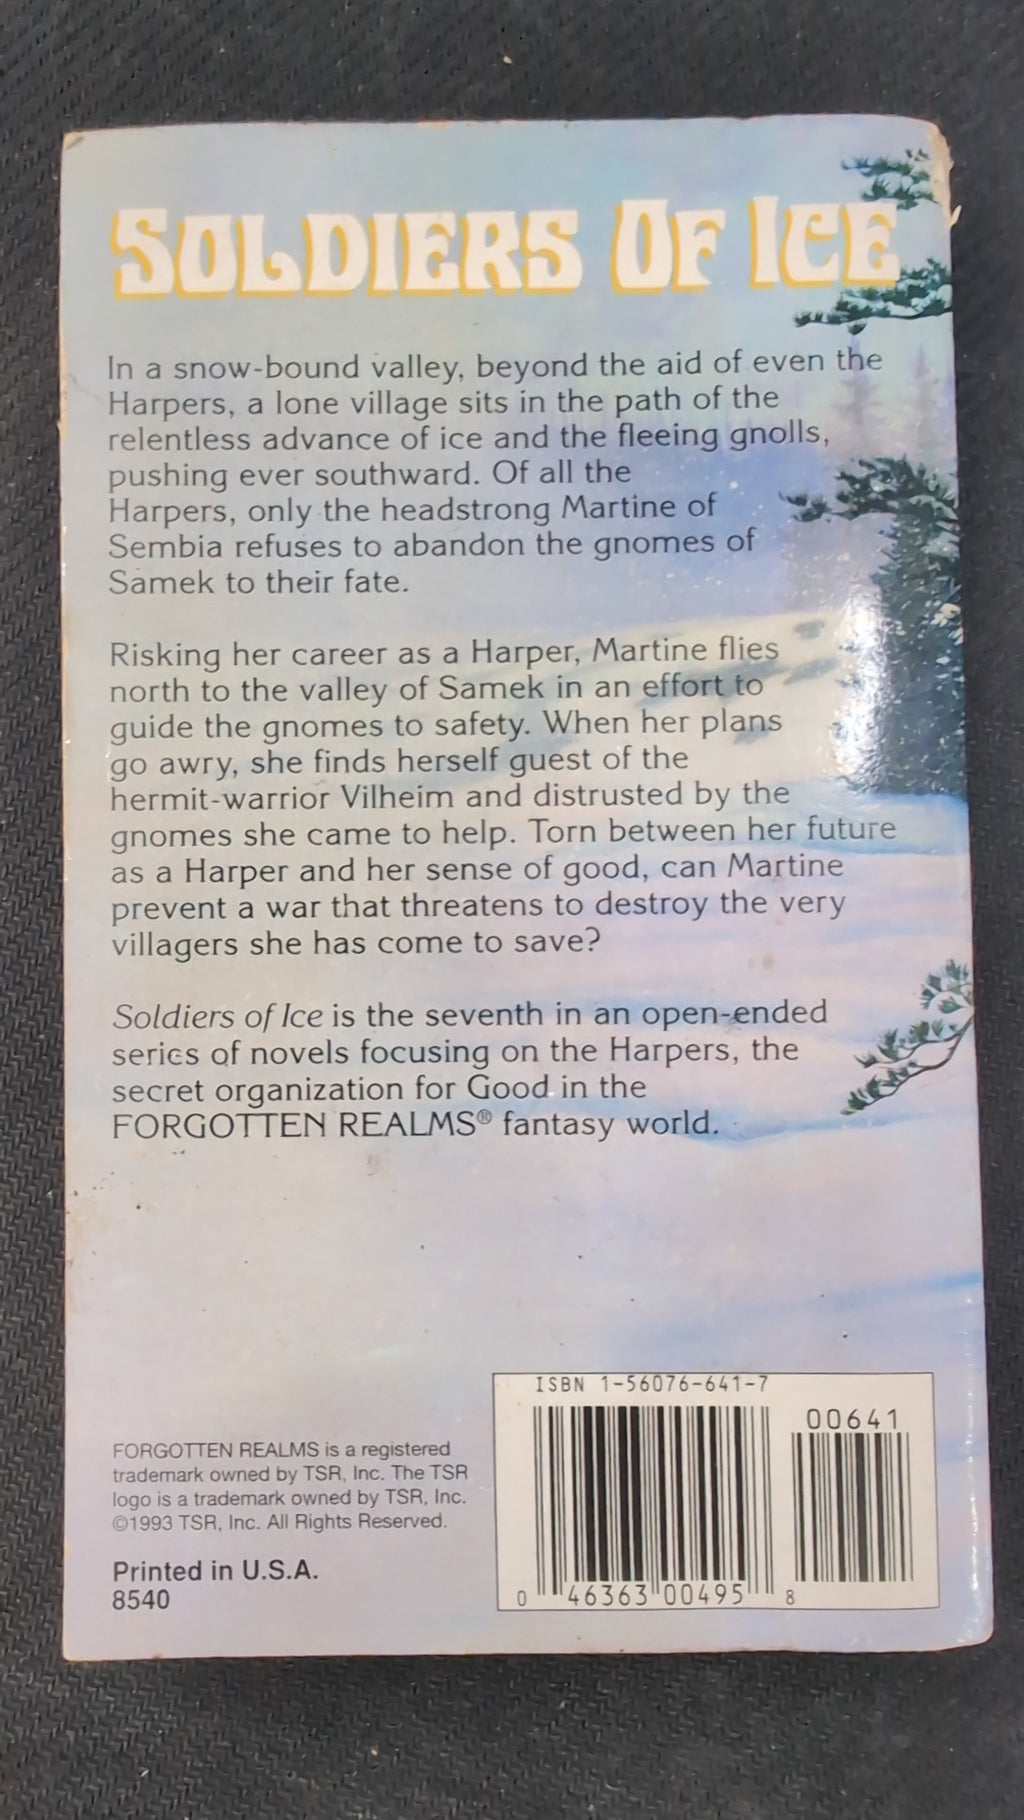 SOLDIERS OF ICE
In a snow-bound valley, beyond the aid of even the
Harpers, a lone village sits in the path of the
relentless advance of ice and the fleeing gnolls,
pushing ever southward. Of all the
Harpers, only the headstrong Martine of
Sembia refuses to abandon the gnomes of
Samek to their fate.
Risking her career as a Harper, Martine flies
north to the valley of Samek in an effort to
guide the gnomes to safety. When her plans
go awry, she finds herself guest of the
hermit-warrior Vilheim and distrusted by the
gnomes she came to help. Torn between her future
as a Harper and her sense of good, can Martine
prevent a war that threatens to destroy the very
villagers she has come to save?
Soldiers of Ice is the seventh in an open-ended
series of novels focusing on the Harpers, the
secret organization for Good in the
FORGOTTEN REALMS® fantasy world.
FORGOTTEN REALMS is a registered
trademark owned by TSR, Inc. The TSR
logo is a trademark owned by TSR, Inc.
©1993 TSR, Inc. All Rights Reserved.
Printed in U.S.A.
8540
ISBN 1-56076-641-7
00641
0 46363 00495 8